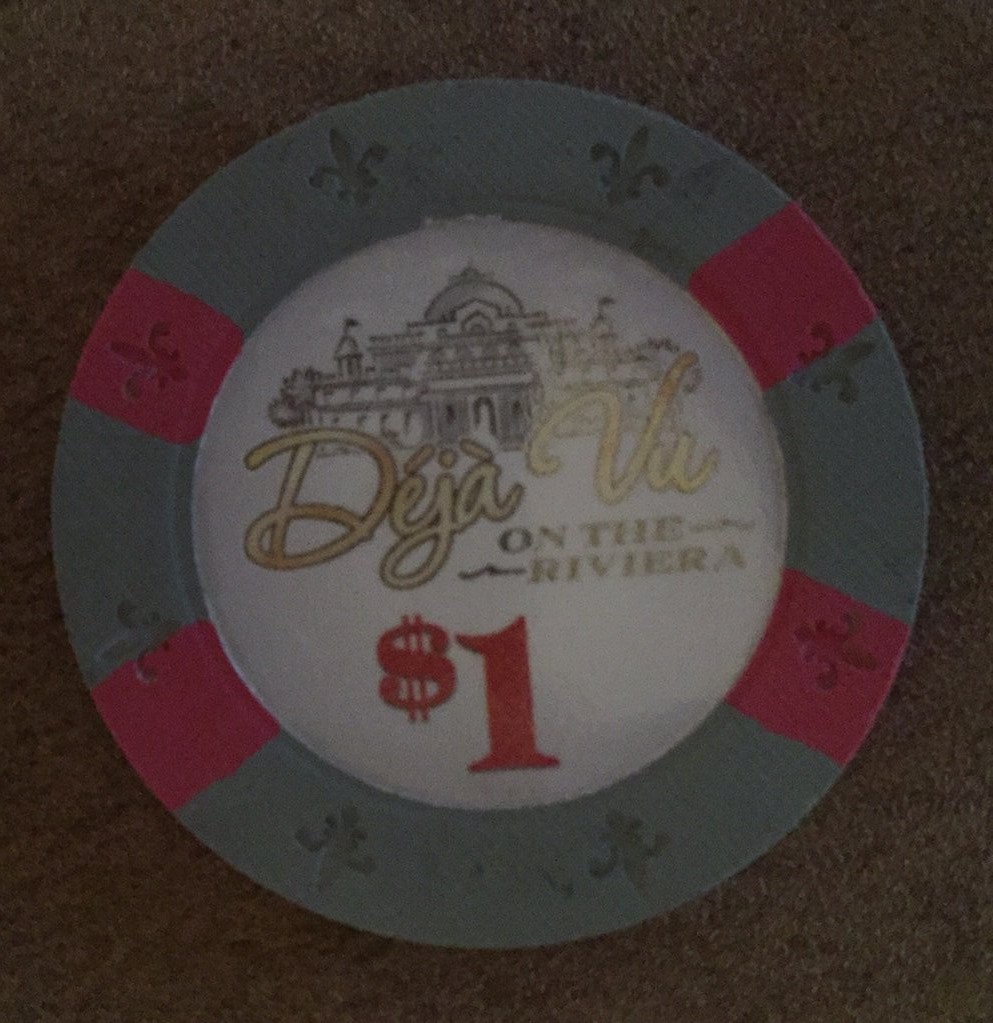 Déjà Vu
ON THE
RIVIERA
$1